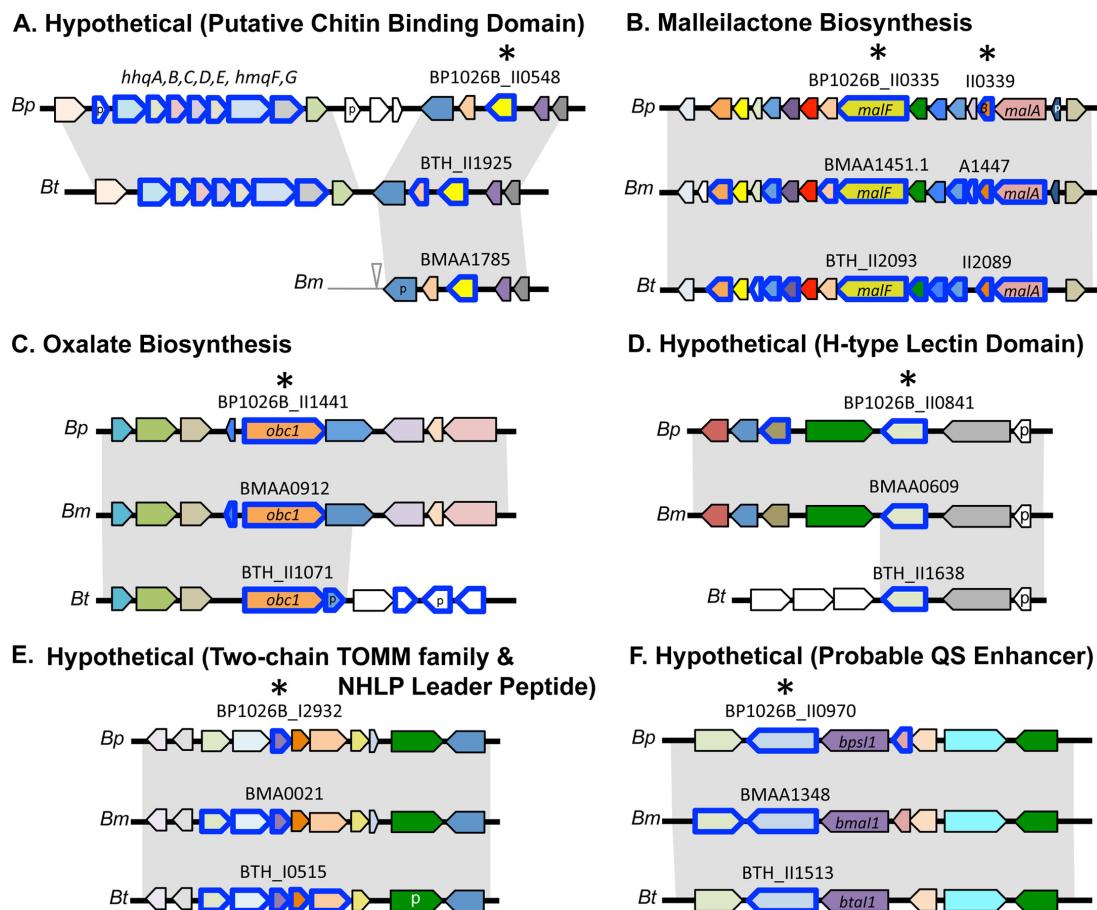 A. Hypothetical (Putative Chitin Binding Domain)
*
hhqA,B,C,D,E, hmqF,G
BP1026B_II0548
Bp
p
p
BTH_II1925
Bt
BMAA1785
Bm
p
B. Malleilactone Biosynthesis
* *
BP1026B_II0335 II0339
Bp
malF
B
malA
p
BMAA1451.1 A1447
Bm
malF
malA
BTH_II2093 II2089
Bt
malF
malA
C. Oxalate Biosynthesis
*
BP1026B_II1441
Bp
obc1
BMAA0912
Bm
obc1
BTH_II1071
Bt
obc1
p
p
D. Hypothetical (H-type Lectin Domain)
*
BP1026B_II0841
Bp
p
BMAA0609
Bm
p
BTH_II1638
Bt
p
E. Hypothetical (Two-chain TOMM family &
NHLP Leader Peptide)
*
BP1026B_I2932
Bp
BMA0021
Bm
BTH_I0515
Bt
p
F. Hypothetical (Probable QS Enhancer)
*
BP1026B_II0970
Bp
bpsI1
BMAA1348
Bm
bmaI1
BTH_II1513
Bt
btaI1